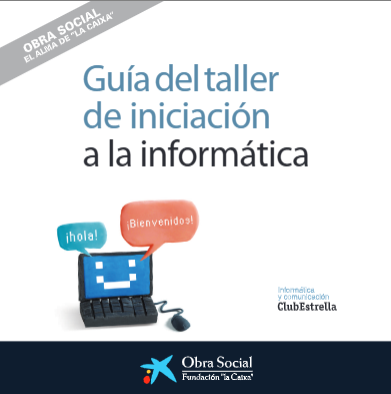 OBRA SOCIAL
EL ALMA DE "LA CAIXA"
Guía del taller
de iniciación
a la informática
¡hola!
¡Bienvenidos!
Informática
y comunicación
ClubEstrella
Obra Social
Fundación "la Caixa"